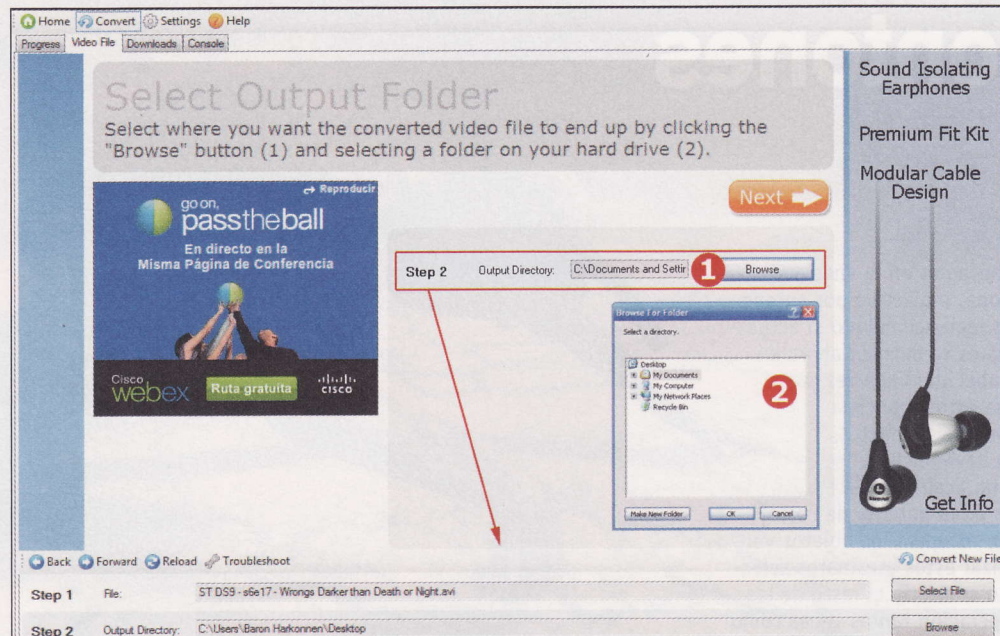 Home Convert Settings Help
Progress Video File Downloads Console
Select Output Folder
Select where you want the converted video file to end up by clicking the
"Browse" button (1) and selecting a folder on your hard drive (2).
Reproducir
go on,
passtheball
En directo en la
Misma Página de Conferencia
Cisco
webex
Ruta gratuita
cisco
Next
Step 2 Output Directory: C:\Documents and Settir 1 Browse
Browse For Folder
Select a directory.
Desktop
My Documents
My Computer
My Network Places
Recycle Bin
2
Make New Folder OK Cancel
Sound Isolating
Earphones
Premium Fit Kit
Modular Cable
Design
Get Info
Back Forward Reload Troubleshoot Convert New File
Step 1 File: ST DS9 - s6e17 - Wrongs Darker than Death or Night.avi Select File
Step 2 Output Directory: C:\Users\Baron Harkonnen\Desktop Browse